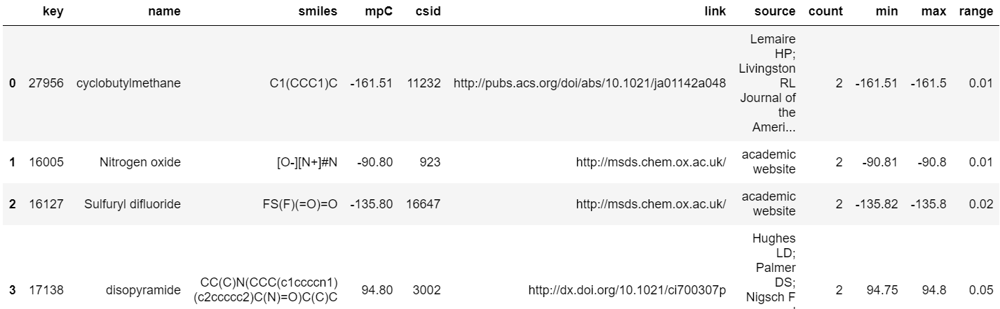 key name smiles mpC csid link source count min max range
0 27956 cyclobutylmethane C1(CCC1)C -161.51 11232 http://pubs.acs.org/doi/abs/10.1021/ja01142a048 Lemaire HP; Livingston RL Journal of the Ameri... 2 -161.51 -161.5 0.01
1 16005 Nitrogen oxide [O-][N+]#N -90.80 923 http://msds.chem.ox.ac.uk/ academic website 2 -90.81 -90.8 0.01
2 16127 Sulfuryl difluoride FS(F)(=O)=O -135.80 16647 http://msds.chem.ox.ac.uk/ academic website 2 -135.82 -135.8 0.02
3 17138 disopyramide CC(C)N(CCC(c1ccccn1)(c2ccccc2)C(N)=O)C(C)C 94.80 3002 http://dx.doi.org/10.1021/ci700307p Hughes LD; Palmer DS; Nigsch F 2 94.75 94.8 0.05